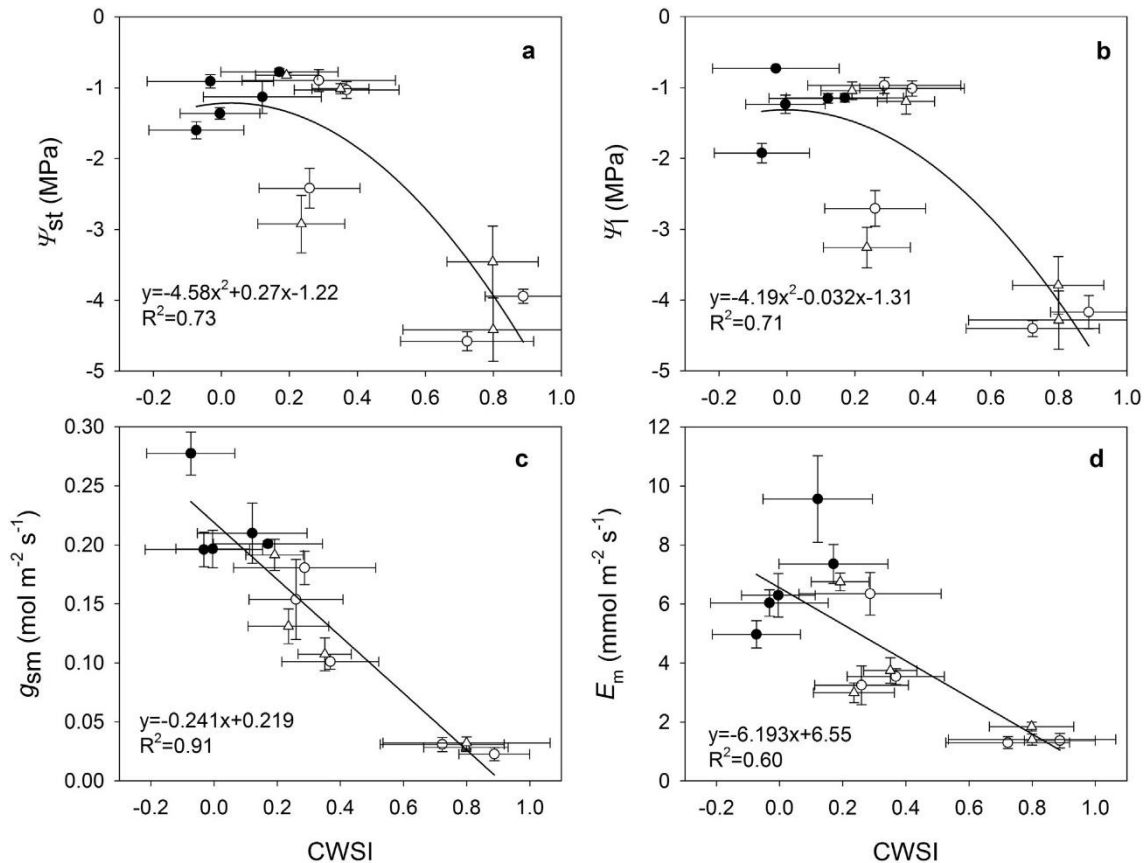 a
0
-1
-2
-3
-4
-5
Ψst (MPa)
y=-4.58x²+0.27x-1.22
R²=0.73
-0.2 0.0 0.2 0.4 0.6 0.8 1.0
b
0
-1
-2
-3
-4
-5
Ψl (MPa)
y=-4.19x²-0.032x-1.31
R²=0.71
-0.2 0.0 0.2 0.4 0.6 0.8 1.0
c
0.30
0.25
0.20
0.15
0.10
0.05
0.00
gsm (mol m⁻² s⁻¹)
y=-0.241x+0.219
R²=0.91
-0.2 0.0 0.2 0.4 0.6 0.8 1.0
CWSI
d
12
10
8
6
4
2
0
Em (mmol m⁻² s⁻¹)
y=-6.193x+6.55
R²=0.60
-0.2 0.0 0.2 0.4 0.6 0.8 1.0
CWSI